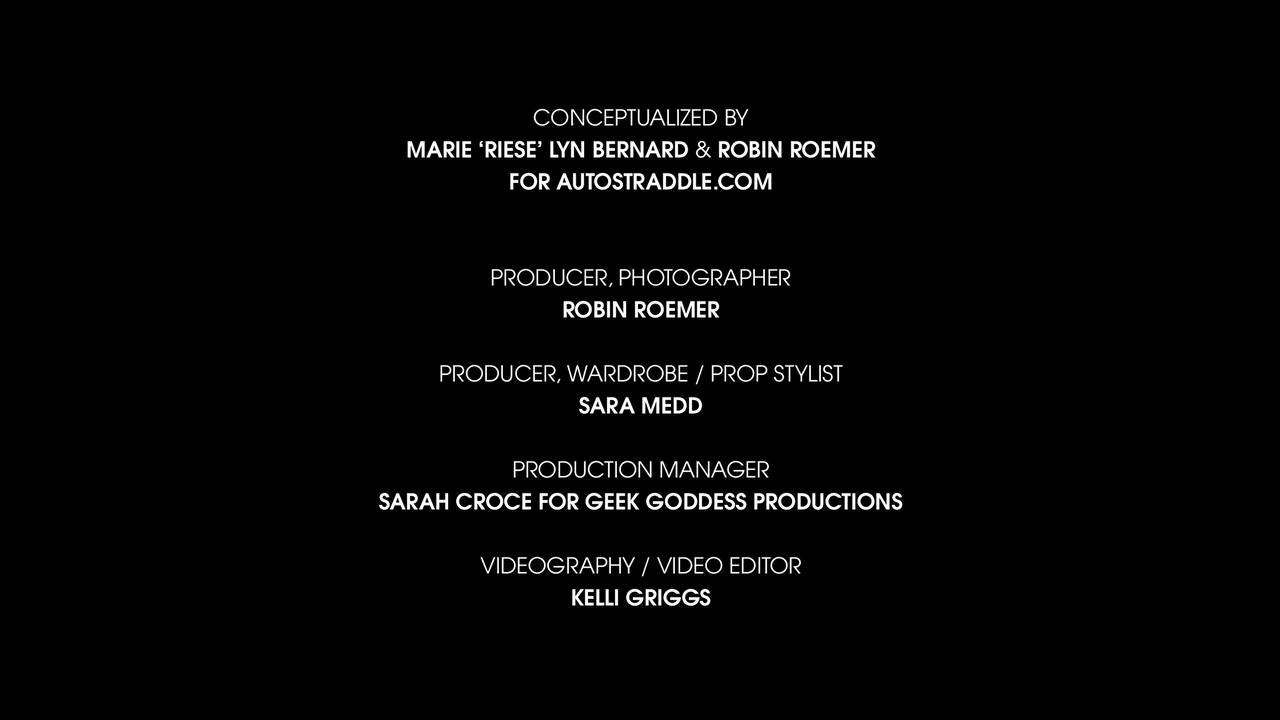 CONCEPTUALIZED BY
MARIE ‘RIESE’ LYN BERNARD & ROBIN ROEMER
FOR AUTOSTRADDLE.COM
PRODUCER, PHOTOGRAPHER
ROBIN ROEMER
PRODUCER, WARDROBE / PROP STYLIST
SARA MEDD
PRODUCTION MANAGER
SARAH CROCE FOR GEEK GODDESS PRODUCTIONS
VIDEOGRAPHY / VIDEO EDITOR
KELLI GRIGGS